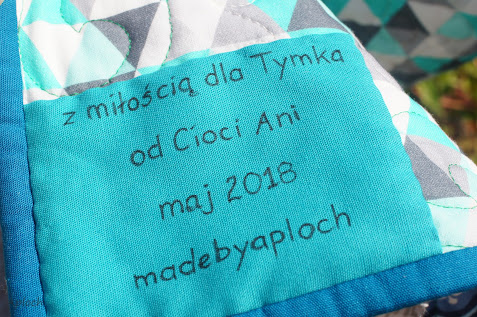 z miłością dla Tymka
od Cioci Ani
maj 2018
madebyaploch